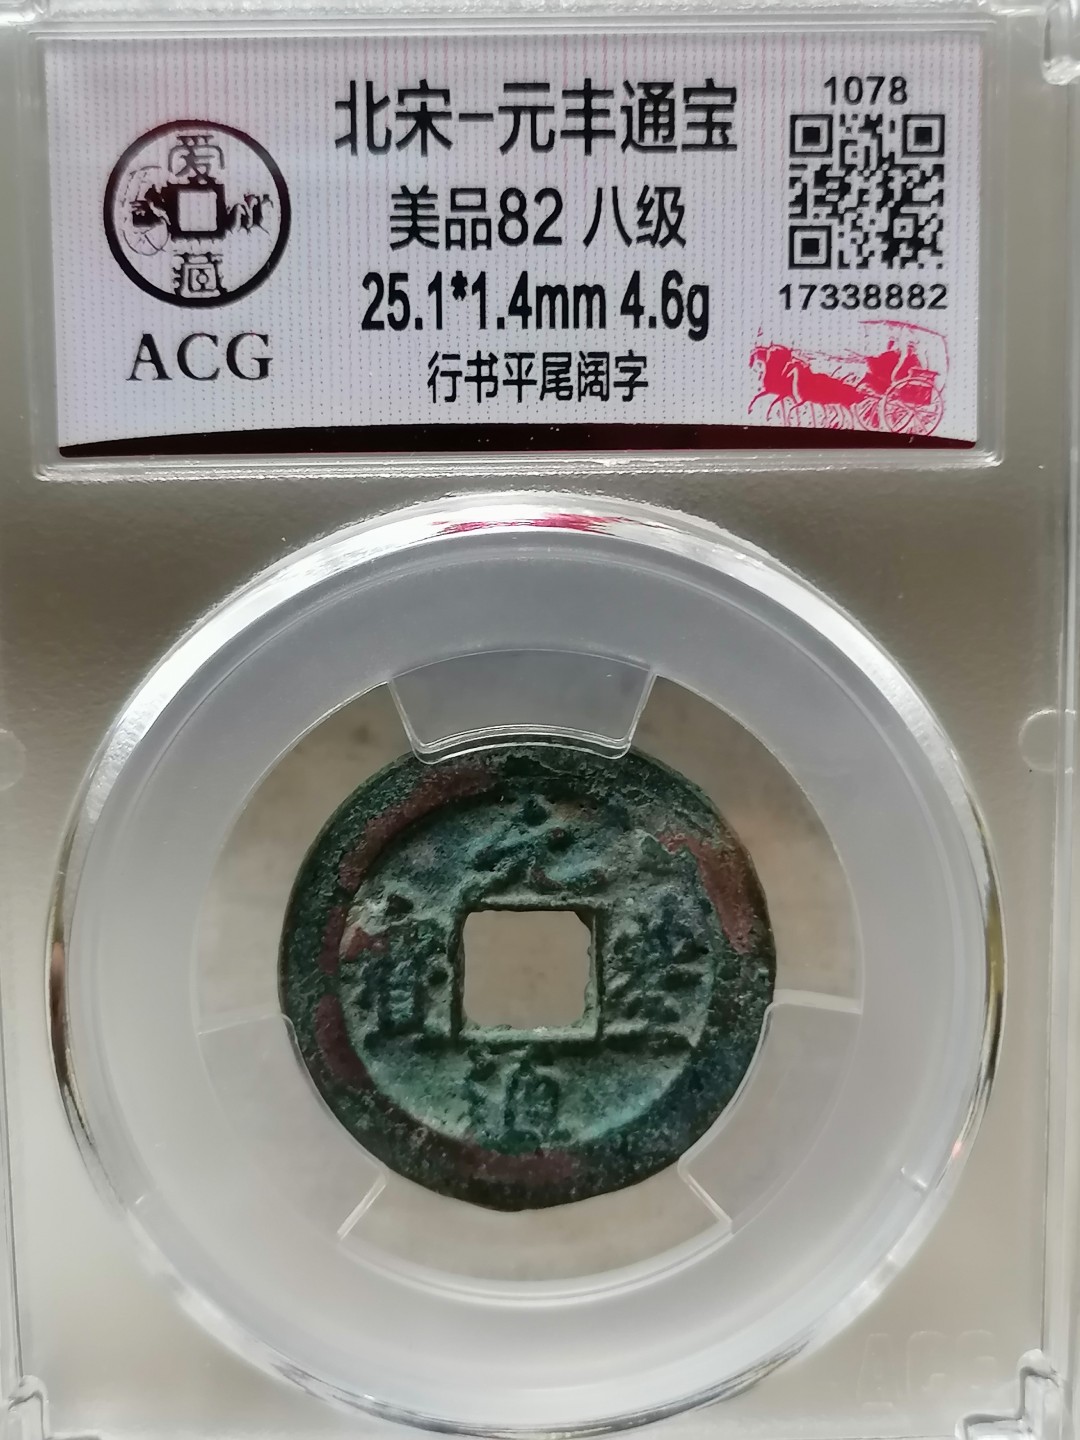 北宋-元丰通宝
美品82 八级
25.1*1.4mm 4.6g
行书平尾阔字
爱藏
ACG
1078
17338882
元
豐
通
寶
ACG